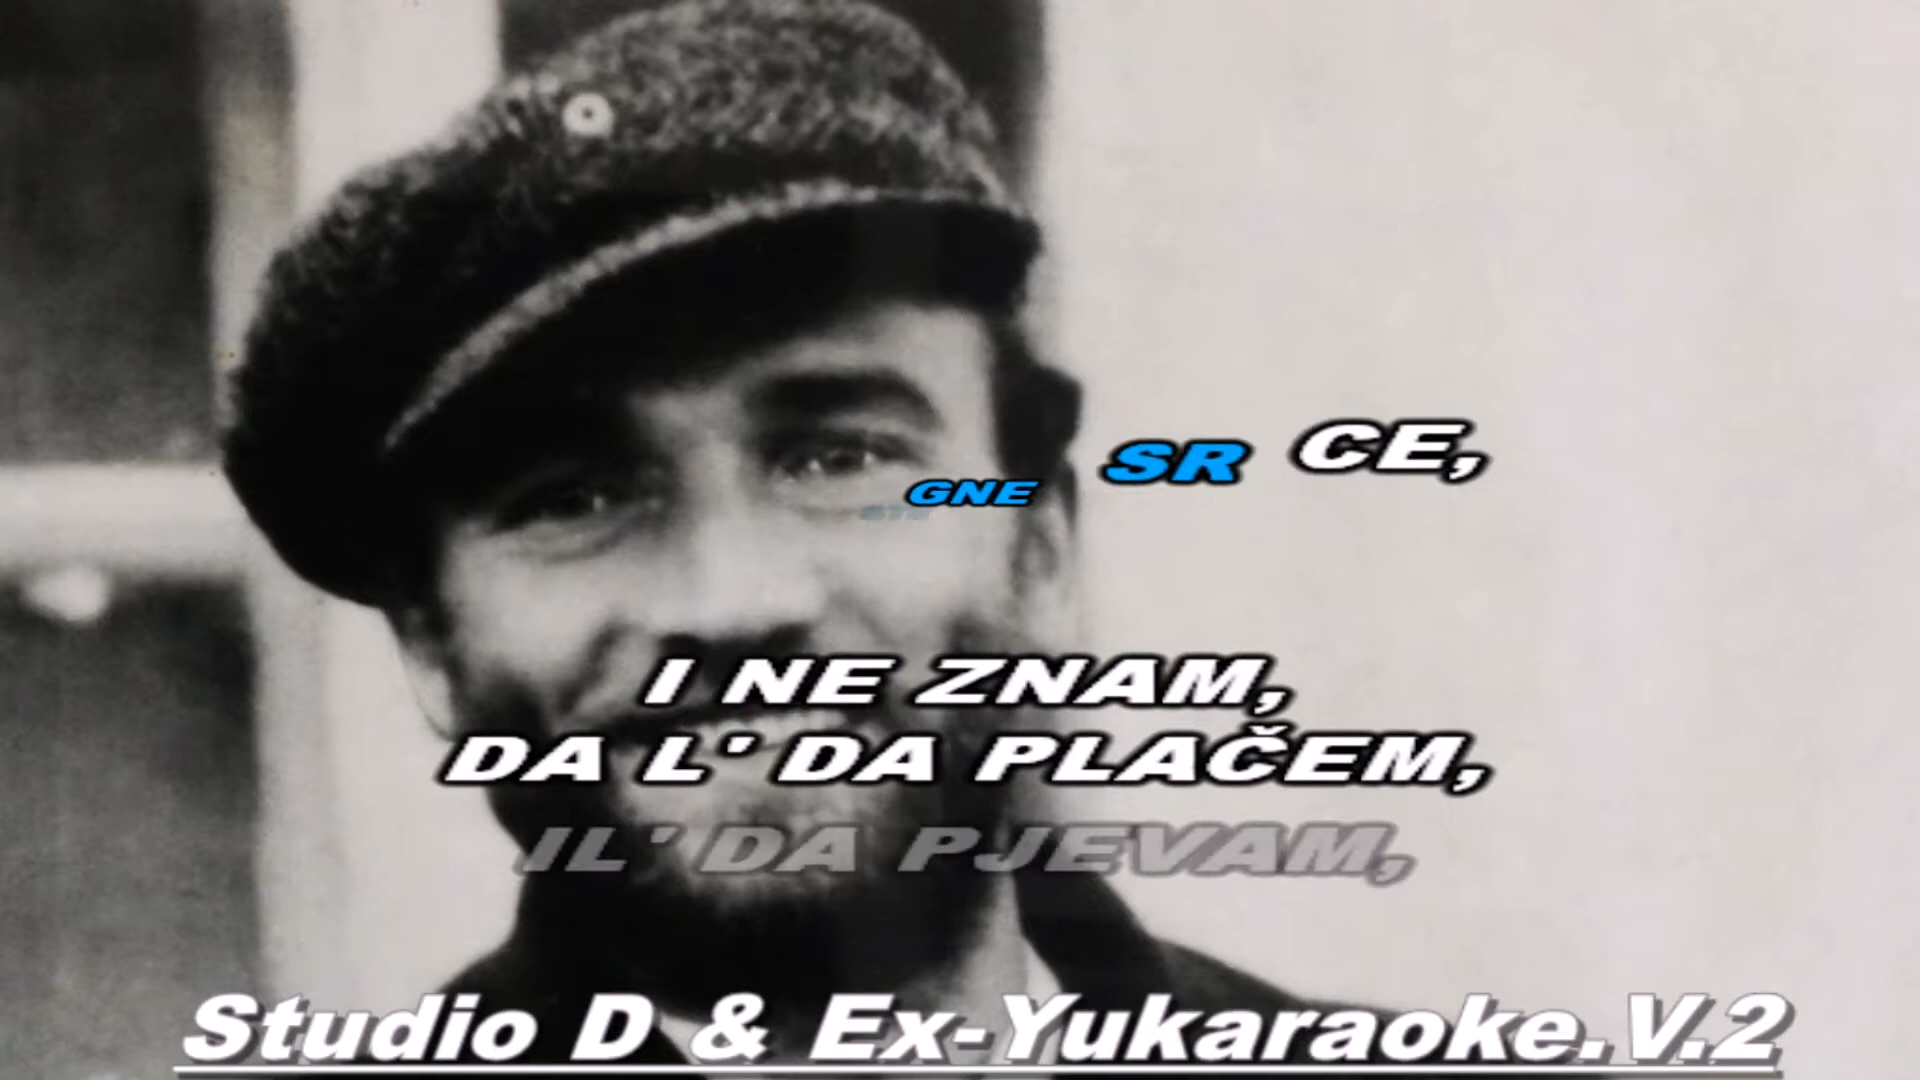 GNE SR CE,
I NE ZNAM,
DA L' DA PLAČEM,
IL' DA PJEVAM,
Studio D & Ex-Yukaraoke.V.2